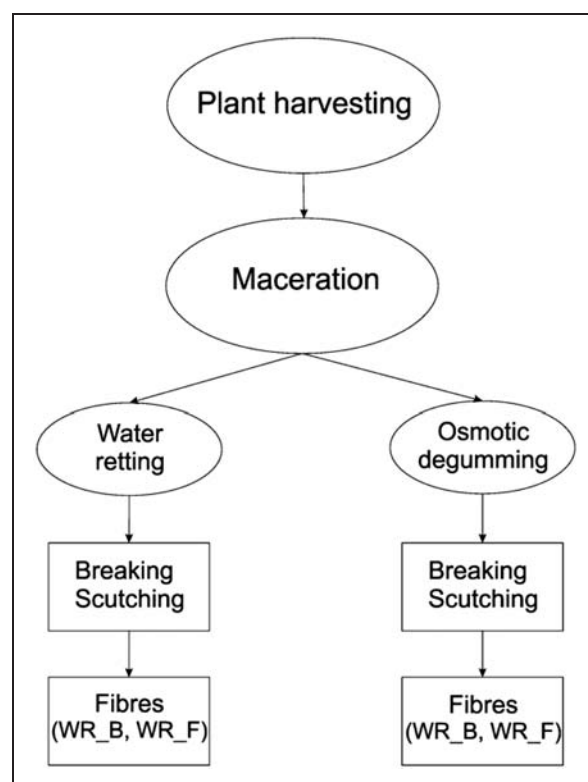 Plant harvesting
Maceration
Water
retting
Osmotic
degumming
Breaking
Scutching
Breaking
Scutching
Fibres
(WR_B, WR_F)
Fibres
(WR_B, WR_F)